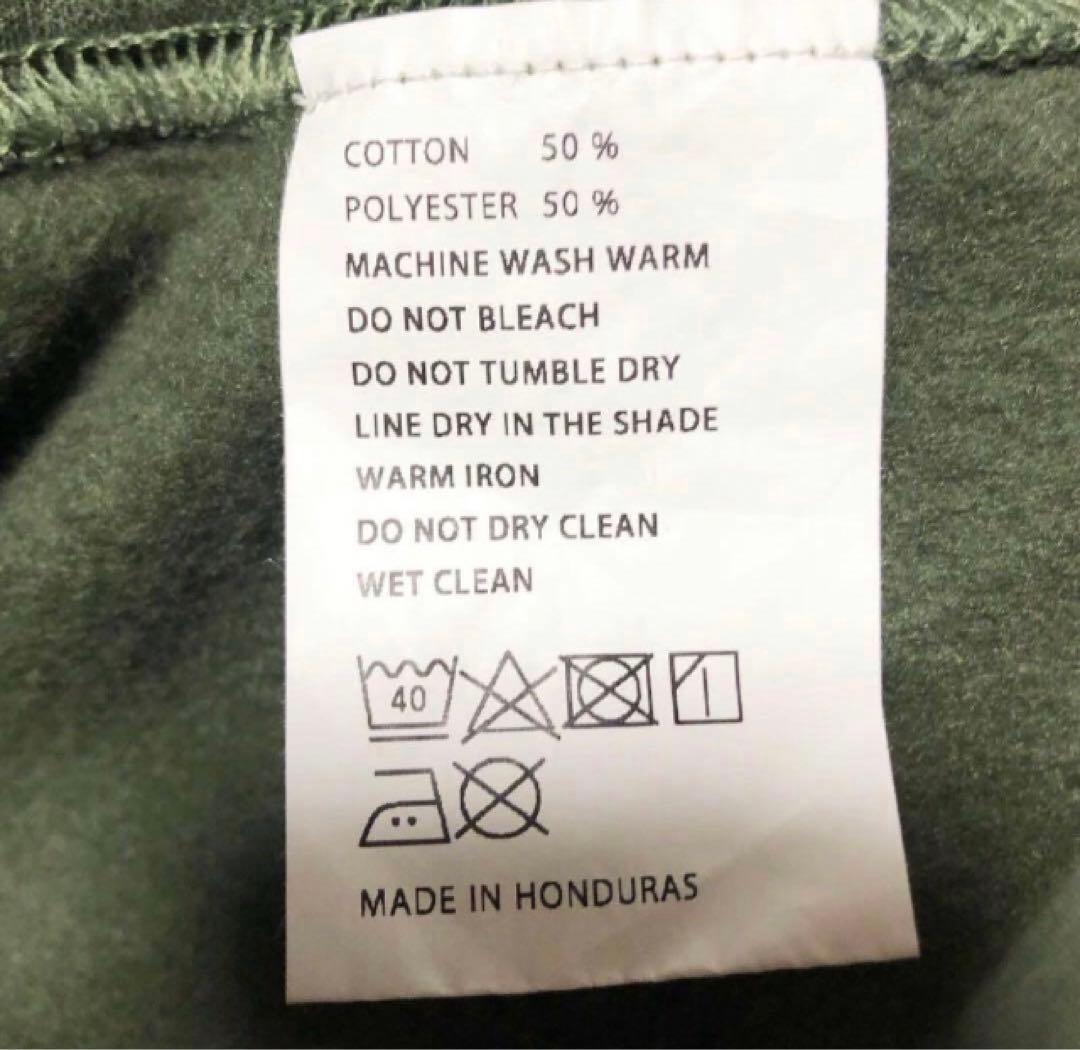 COTTON 50 %
POLYESTER 50 %
MACHINE WASH WARM
DO NOT BLEACH
DO NOT TUMBLE DRY
LINE DRY IN THE SHADE
WARM IRON
DO NOT DRY CLEAN
WET CLEAN
40
MADE IN HONDURAS